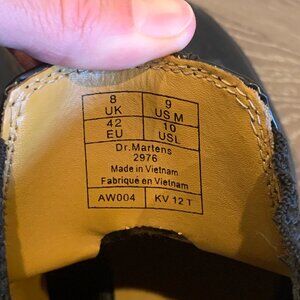 8 9
UK US M
42 10
EU USL
Dr.Martens
2976
Made in Vietnam
Fabriqué en Vietnam
AW004 KV 12 T